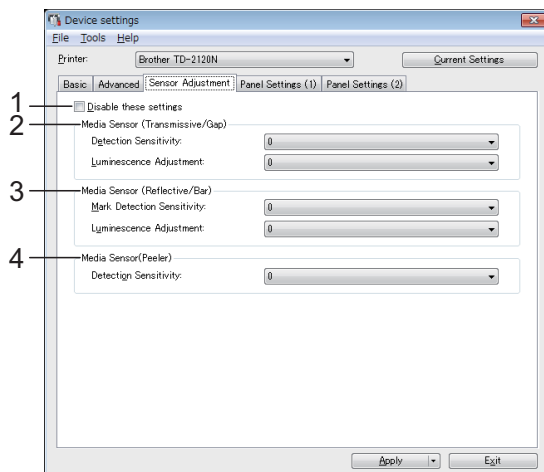 Device settings
File Tools Help
Printer: Brother TD-2120N Current Settings
Basic Advanced Sensor Adjustment Panel Settings (1) Panel Settings (2)
1 Disable these settings
2 Media Sensor (Transmissive/Gap)
Detection Sensitivity: 0
Luminescence Adjustment: 0
3 Media Sensor (Reflective/Bar)
Mark Detection Sensitivity: 0
Luminescence Adjustment: 0
4 Media Sensor(Peeler)
Detection Sensitivity: 0
Apply Exit